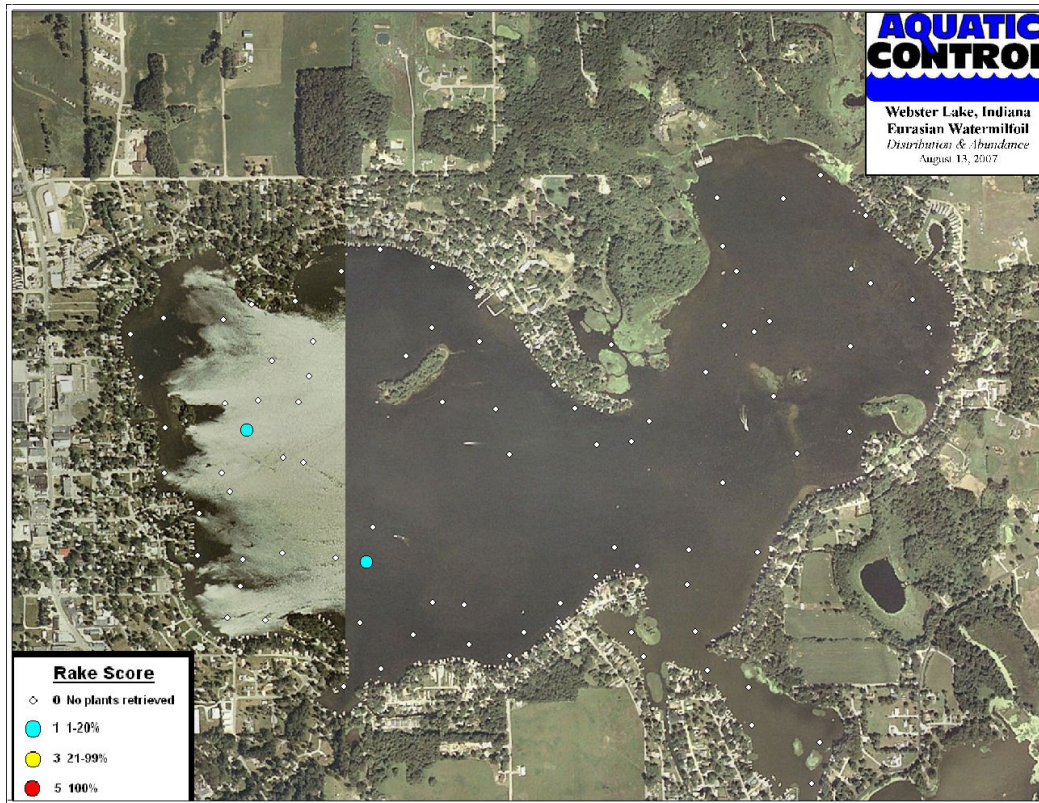 AQUATIC
CONTROL
Webster Lake, Indiana
Eurasian Watermilfoil
Distribution & Abundance
August 13, 2007
Rake Score
0 No plants retrieved
1 1-20%
3 21-99%
5 100%